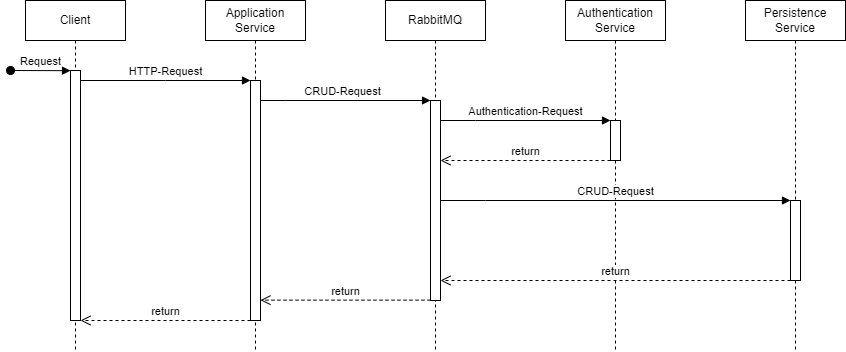 Client
Application
Service
RabbitMQ
Authentication
Service
Persistence
Service
Request
HTTP-Request
CRUD-Request
Authentication-Request
return
CRUD-Request
return
return
return